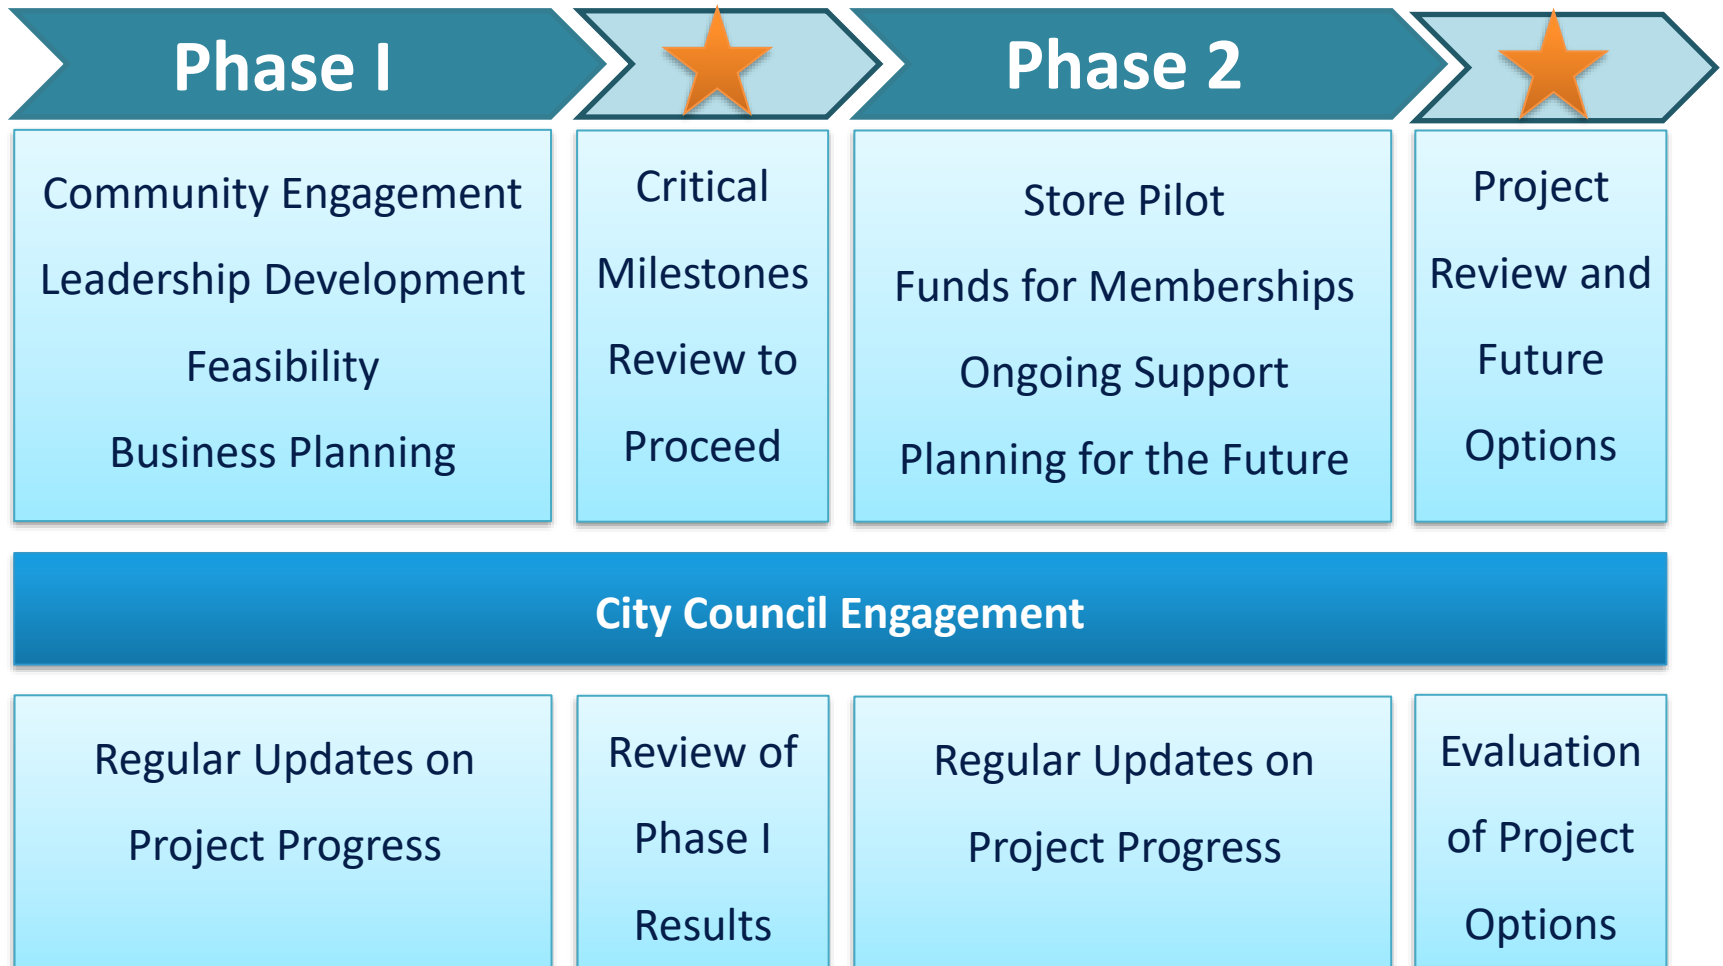 Phase I
Phase 2
Community Engagement
Leadership Development
Feasibility
Business Planning
Critical
Milestones
Review to
Proceed
Store Pilot
Funds for Memberships
Ongoing Support
Planning for the Future
Project
Review and
Future
Options
City Council Engagement
Regular Updates on
Project Progress
Review of
Phase I
Results
Regular Updates on
Project Progress
Evaluation
of Project
Options